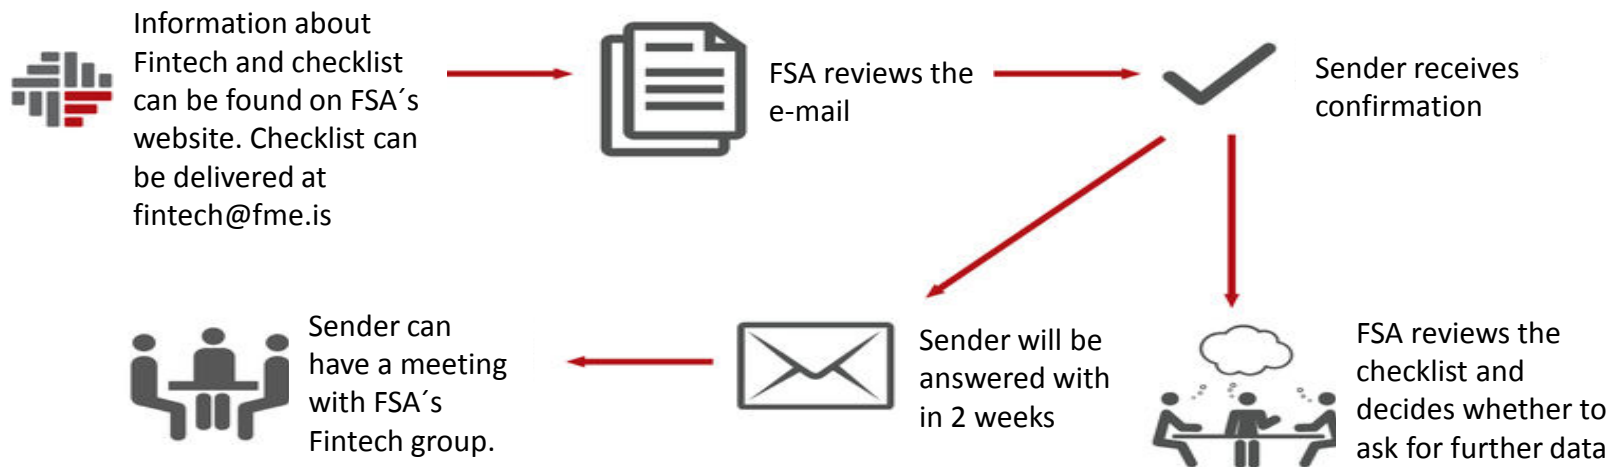 Information about
Fintech and checklist
can be found on FSA´s
website. Checklist can
be delivered at
fintech@fme.is
FSA reviews the
e-mail
Sender receives
confirmation
Sender can
have a meeting
with FSA´s
Fintech group.
Sender will be
answered with
in 2 weeks
FSA reviews the
checklist and
decides whether to
ask for further data